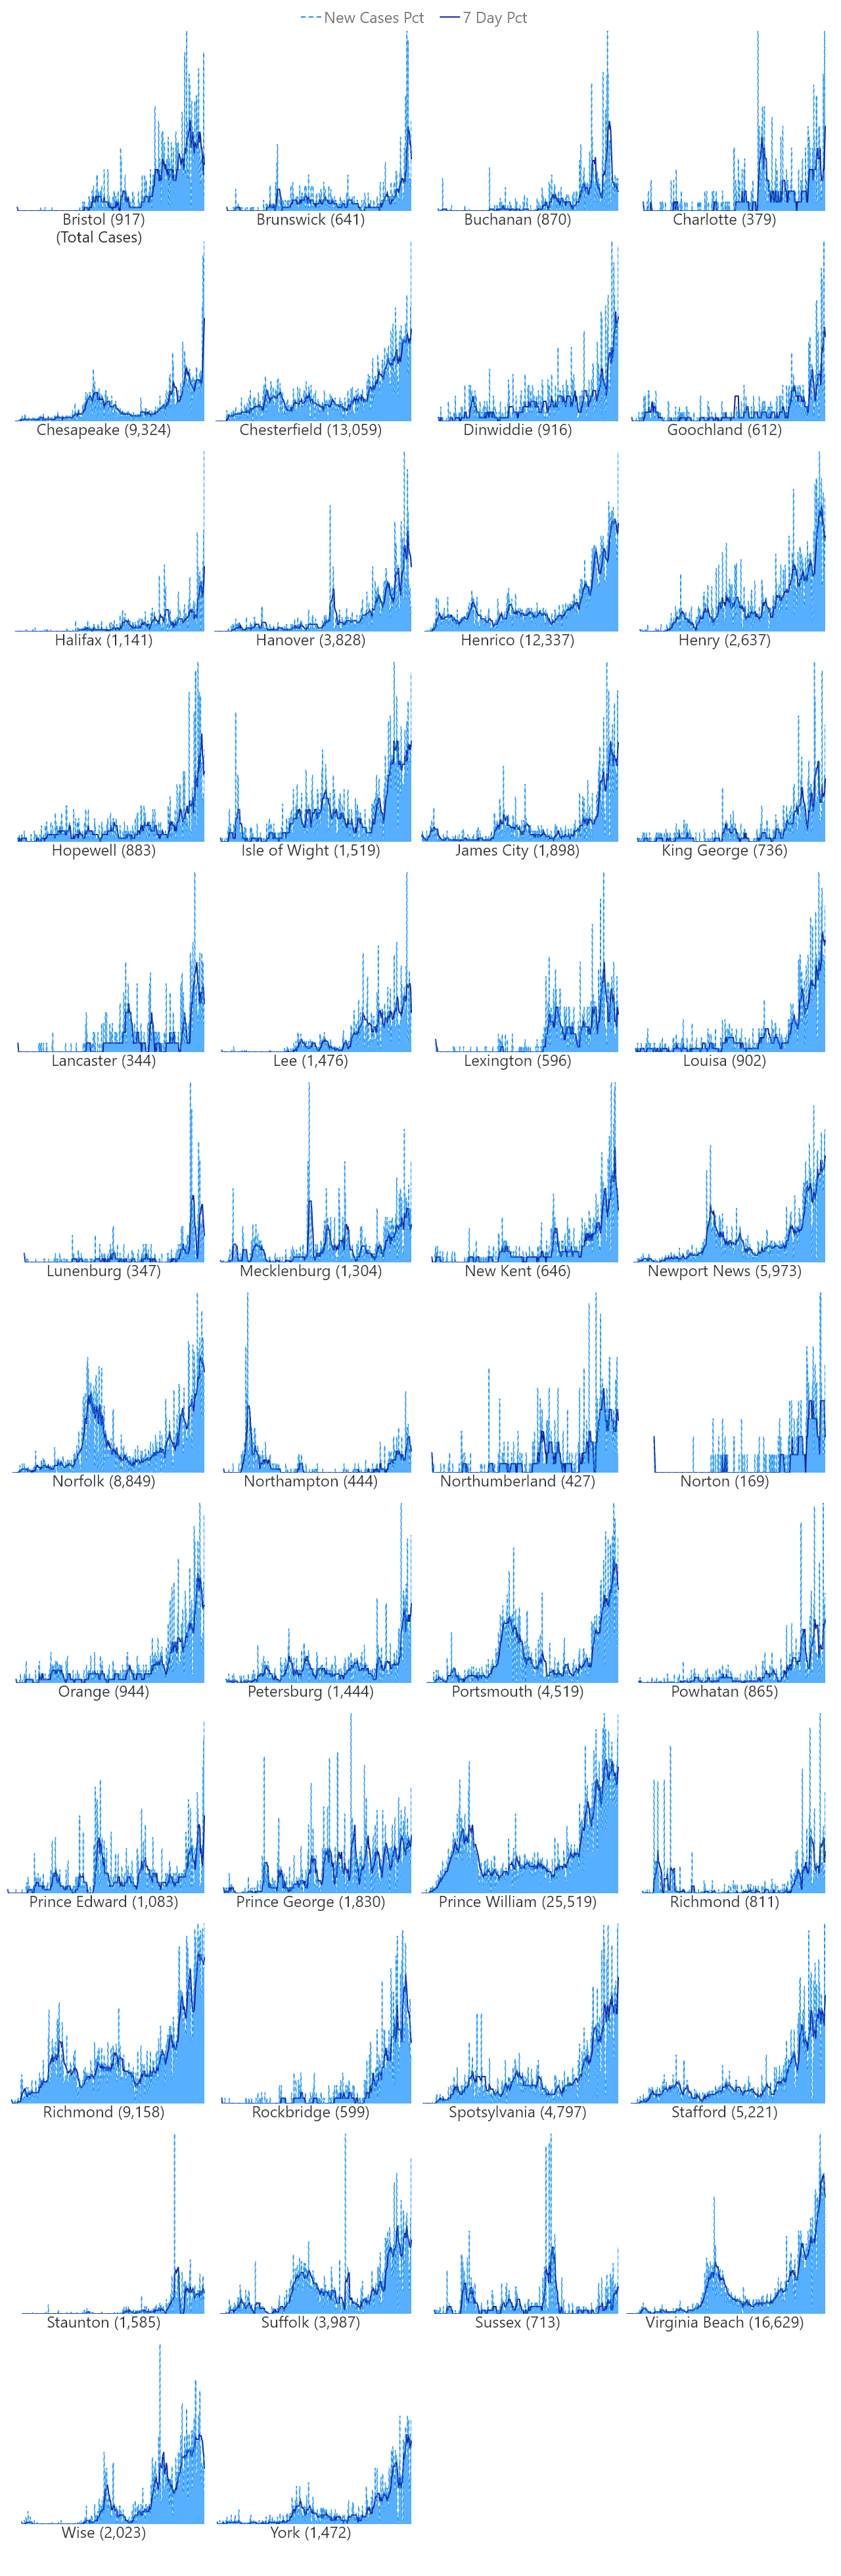 New Cases Pct 7 Day Pct
Bristol (917) Brunswick (641) Buchanan (870) Charlotte (379)
(Total Cases)
Chesapeake (9,324) Chesterfield (13,059) Dinwiddie (916) Goochland (612)
Halifax (1,141) Hanover (3,828) Henrico (12,337) Henry (2,637)
Hopewell (883) Isle of Wight (1,519) James City (1,898) King George (736)
Lancaster (344) Lee (1,476) Lexington (596) Louisa (902)
Lunenburg (347) Mecklenburg (1,304) New Kent (646) Newport News (5,973)
Norfolk (8,849) Northampton (444) Northumberland (427) Norton (169)
Orange (944) Petersburg (1,444) Portsmouth (4,519) Powhatan (865)
Prince Edward (1,083) Prince George (1,830) Prince William (25,519) Richmond (811)
Richmond (9,158) Rockbridge (599) Spotsylvania (4,797) Stafford (5,221)
Staunton (1,585) Suffolk (3,987) Sussex (713) Virginia Beach (16,629)
Wise (2,023) York (1,472)